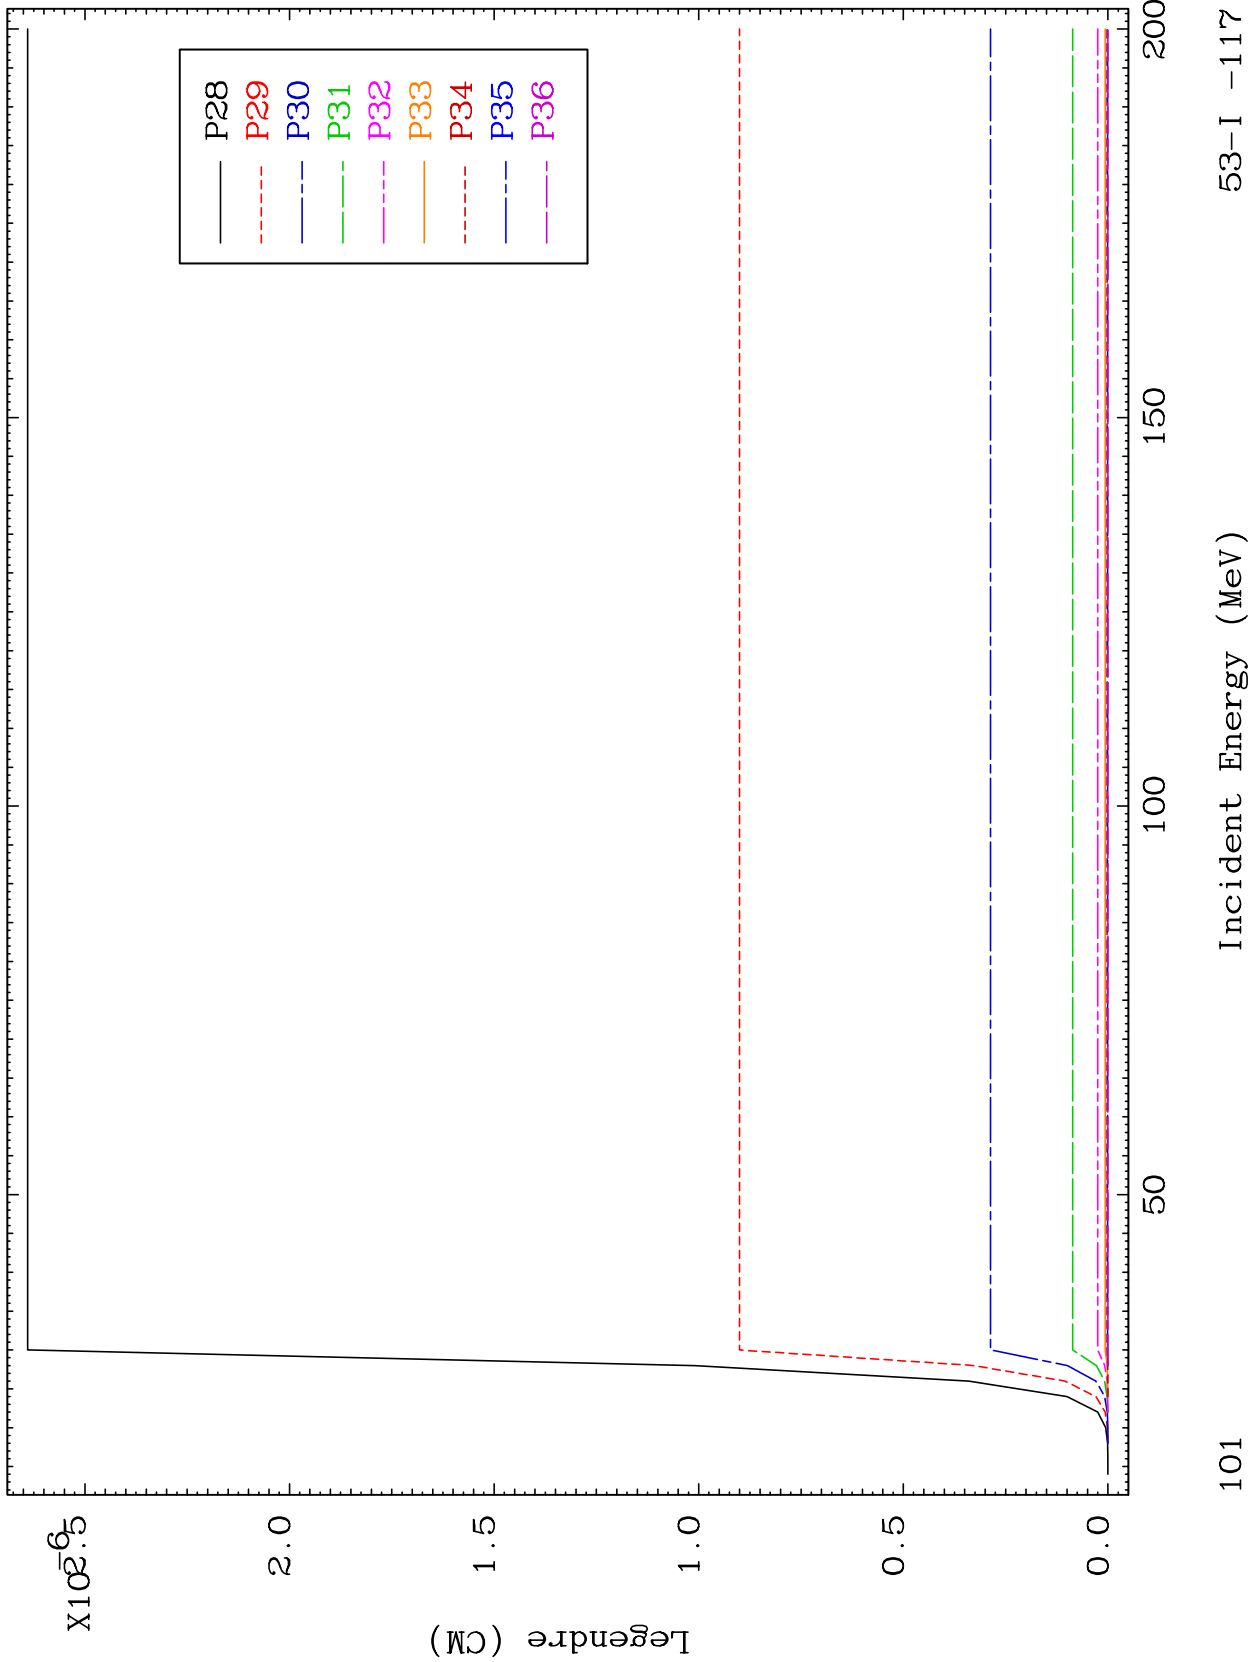 X10-6
2.5
2.0
1.5
1.0
0.5
0.0
Legendre (CM)
P28
P29
P30
P31
P32
P33
P34
P35
P36
50
100
150
200
Incident Energy (MeV)
101
53-I -117